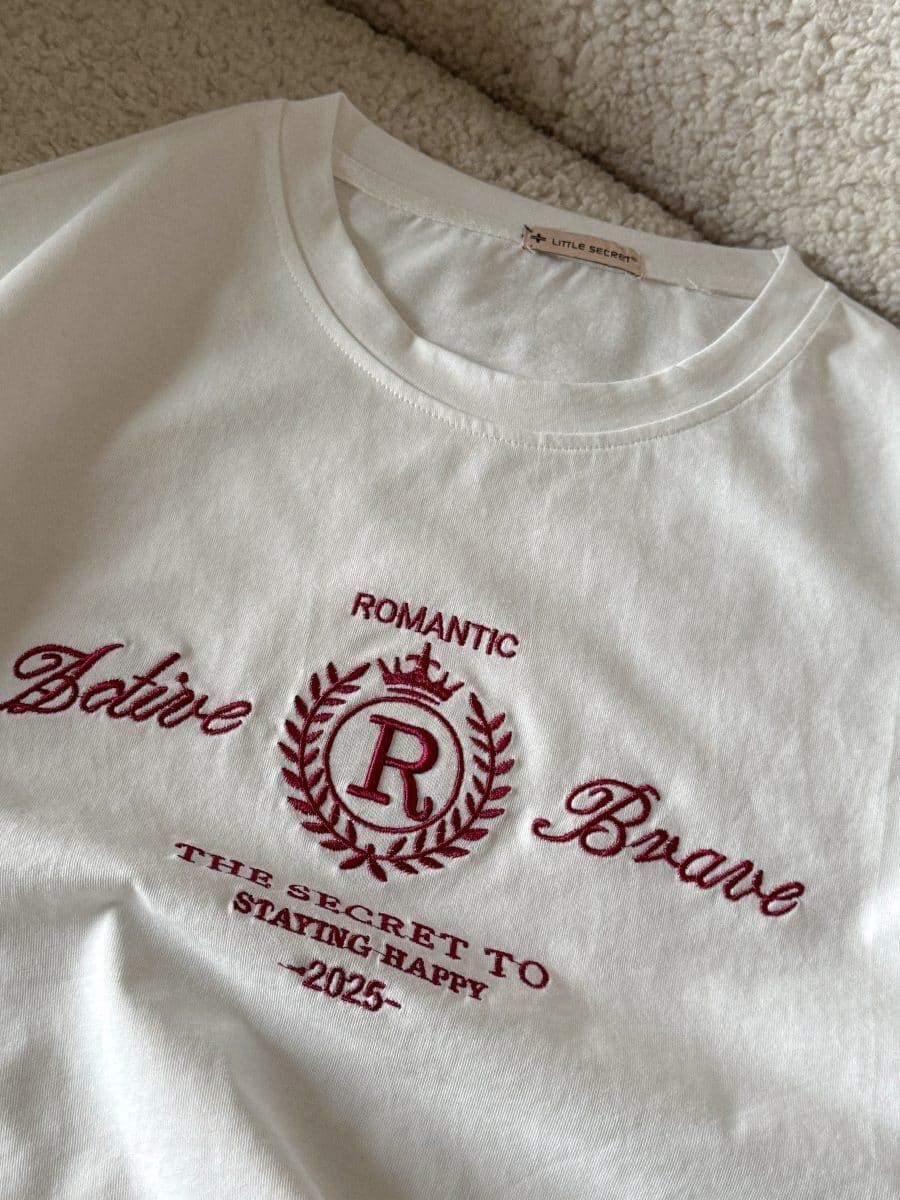 LITTLE SECRET
ROMANTIC
Active R Brave
THE SECRET TO
STAYING HAPPY
-2025-